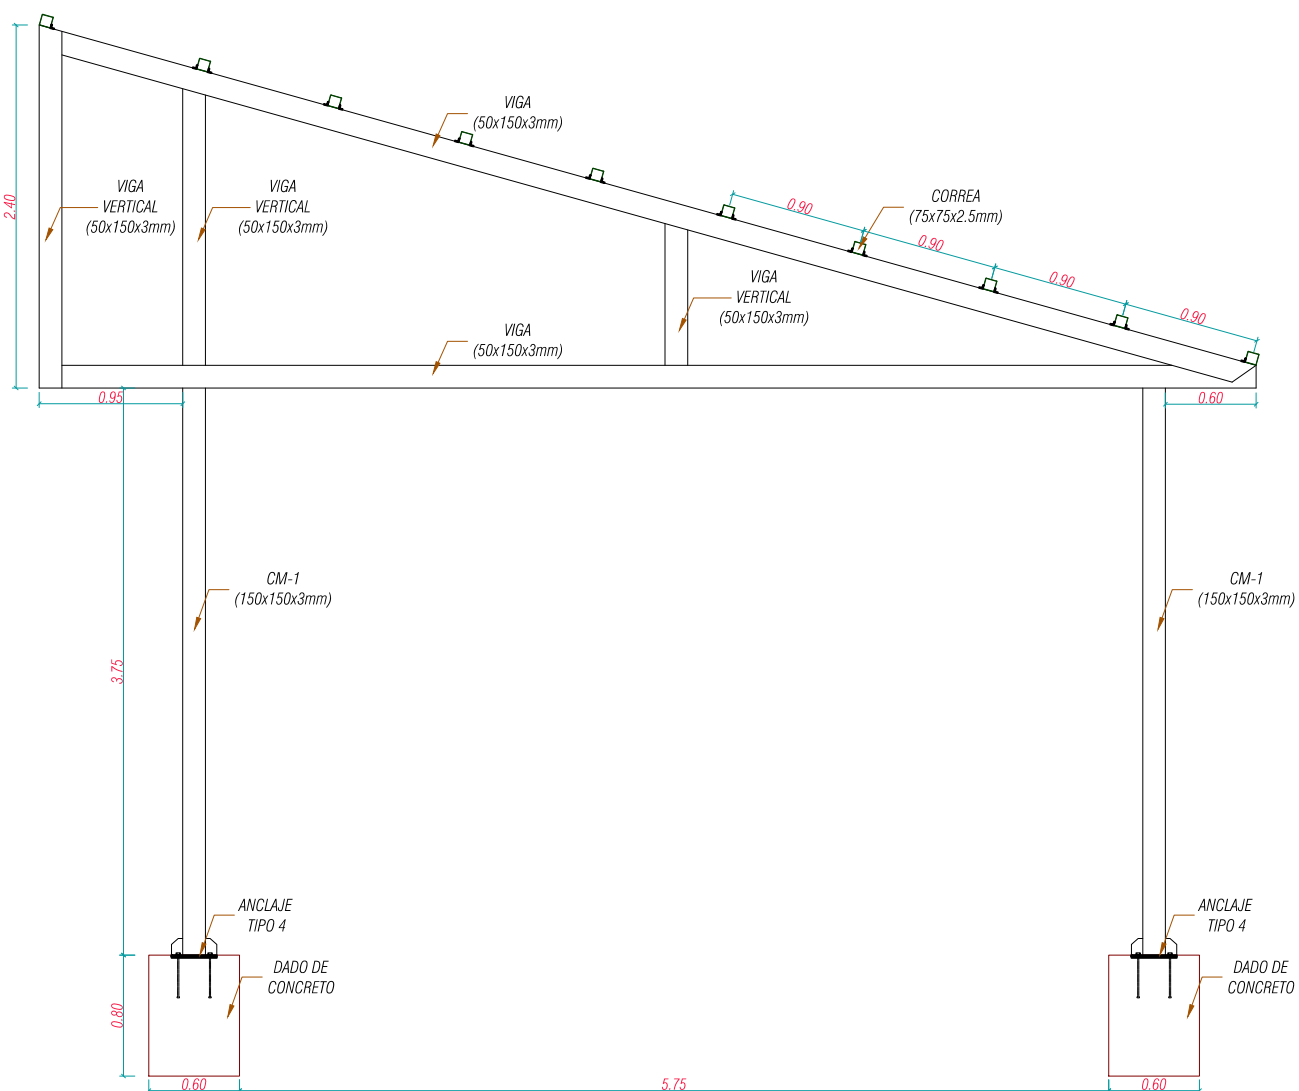 VIGA
(50x150x3mm)
VIGA
VERTICAL
(50x150x3mm)
VIGA
VERTICAL
(50x150x3mm)
2.40
CORREA
(75x75x2.5mm)
0.90
0.90
0.90
0.90
VIGA
VERTICAL
(50x150x3mm)
VIGA
(50x150x3mm)
0.95
0.60
CM-1
(150x150x3mm)
CM-1
(150x150x3mm)
3.75
ANCLAJE
TIPO 4
ANCLAJE
TIPO 4
DADO DE
CONCRETO
DADO DE
CONCRETO
0.80
0.60
5.75
0.60